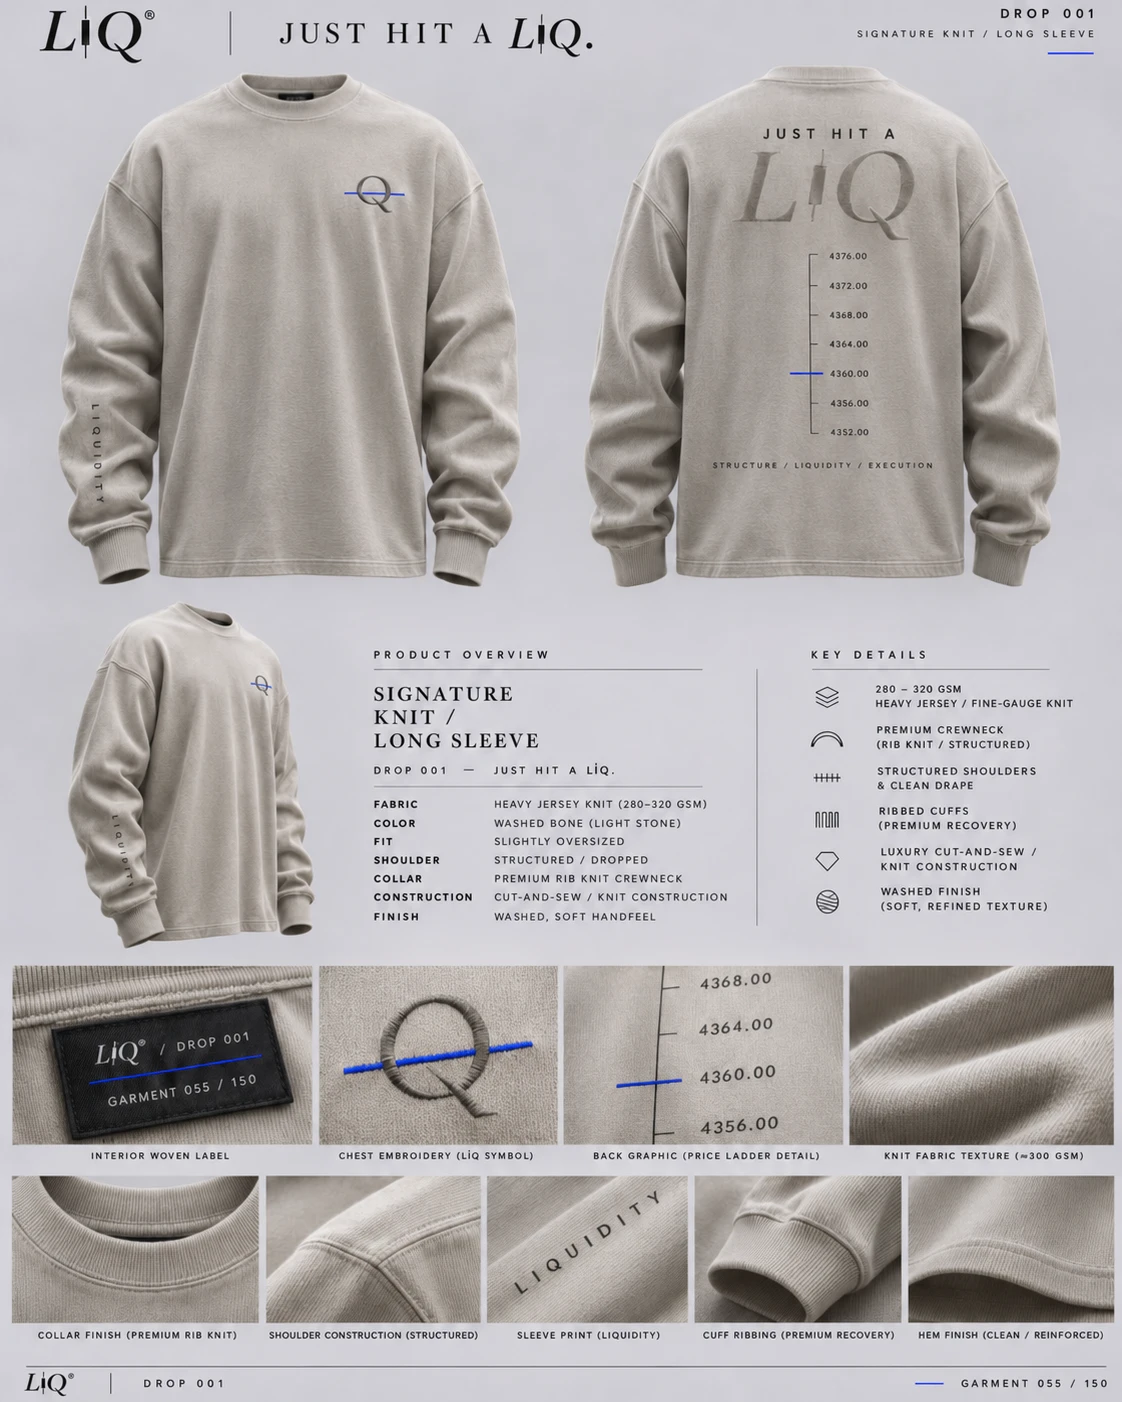 LiQ®
JUST HIT A LiQ.
DROP 001
SIGNATURE KNIT / LONG SLEEVE
Q
LIQUIDITY
JUST HIT A
LiQ
4376.00
4372.00
4368.00
4364.00
4360.00
4356.00
4352.00
STRUCTURE / LIQUIDITY / EXECUTION
Q
LIQUIDITY
PRODUCT OVERVIEW
SIGNATURE
KNIT /
LONG SLEEVE
DROP 001 — JUST HIT A LiQ.
FABRIC HEAVY JERSEY KNIT (280–320 GSM)
COLOR WASHED BONE (LIGHT STONE)
FIT SLIGHTLY OVERSIZED
SHOULDER STRUCTURED / DROPPED
COLLAR PREMIUM RIB KNIT CREWNECK
CONSTRUCTION CUT-AND-SEW / KNIT CONSTRUCTION
FINISH WASHED, SOFT HANDFEEL
KEY DETAILS
280 – 320 GSM
HEAVY JERSEY / FINE-GAUGE KNIT
PREMIUM CREWNECK
(RIB KNIT / STRUCTURED)
STRUCTURED SHOULDERS
& CLEAN DRAPE
RIBBED CUFFS
(PREMIUM RECOVERY)
LUXURY CUT-AND-SEW /
KNIT CONSTRUCTION
WASHED FINISH
(SOFT, REFINED TEXTURE)
LiQ® / DROP 001
GARMENT 055 / 150
INTERIOR WOVEN LABEL
Q
CHEST EMBROIDERY (LiQ SYMBOL)
4368.00
4364.00
4360.00
4356.00
BACK GRAPHIC (PRICE LADDER DETAIL)
KNIT FABRIC TEXTURE (≈300 GSM)
COLLAR FINISH (PREMIUM RIB KNIT)
SHOULDER CONSTRUCTION (STRUCTURED)
LIQUIDITY
SLEEVE PRINT (LIQUIDITY)
CUFF RIBBING (PREMIUM RECOVERY)
HEM FINISH (CLEAN / REINFORCED)
LiQ®
DROP 001
GARMENT 055 / 150